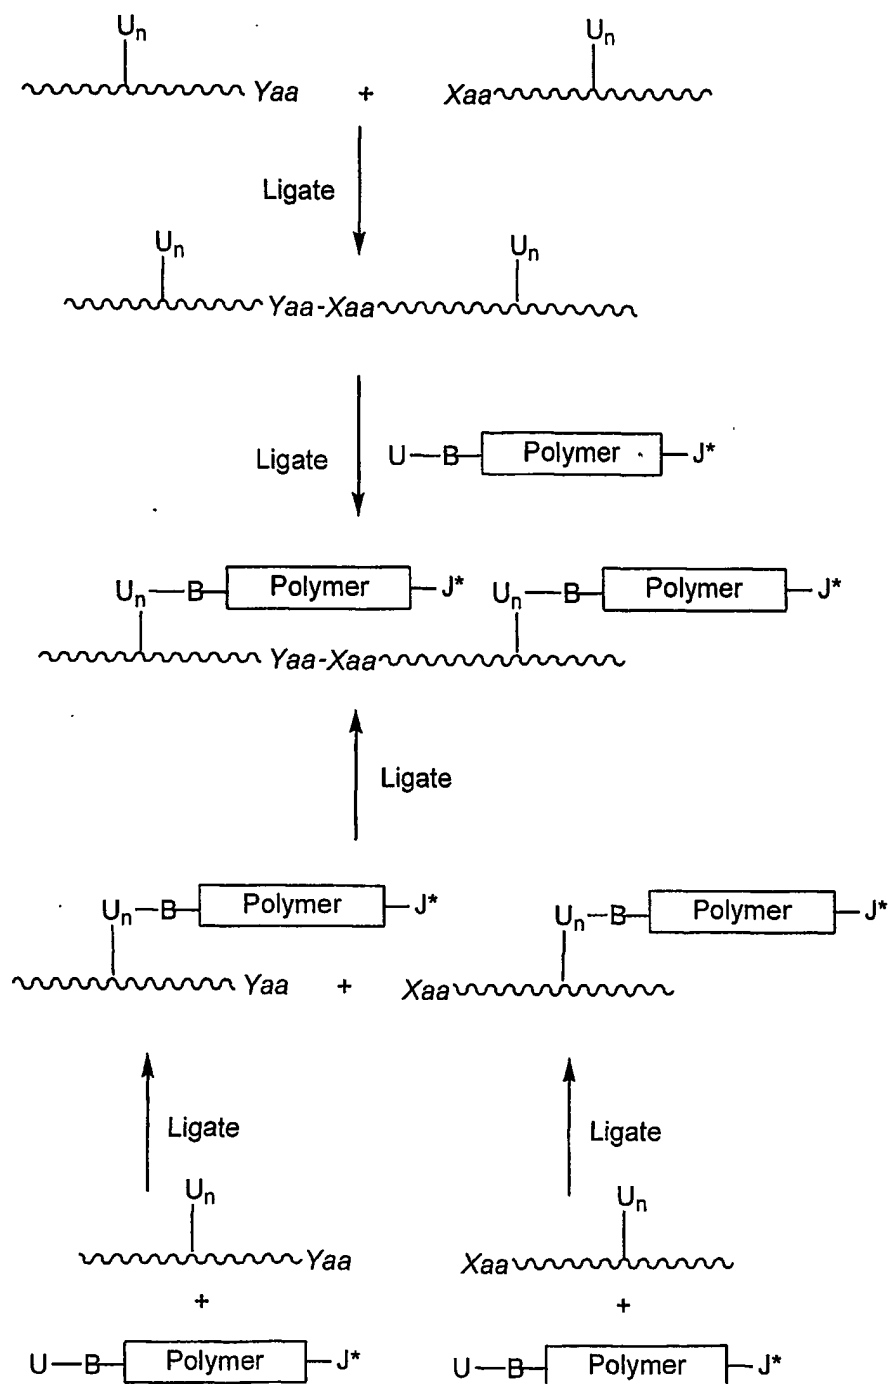 Un Un
Yaa + Xaa
Ligate
Un Un
Yaa-Xaa
Ligate U—B—Polymer—J*
Un—B—Polymer—J* Un—B—Polymer—J*
Yaa-Xaa
Ligate
Un—B—Polymer—J* Un—B—Polymer—J*
Yaa + Xaa
Ligate Ligate
Un Un
Yaa Xaa
+ +
U—B—Polymer—J* U—B—Polymer—J*